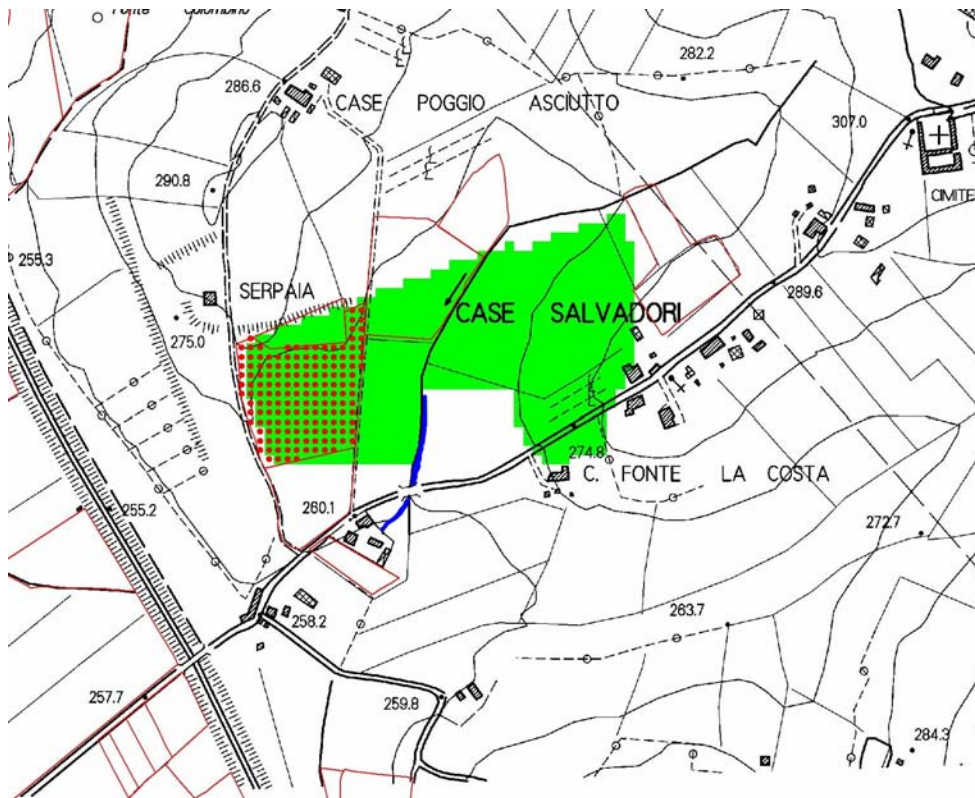 Fonte Colombino
282.2
286.6
CASE POGGIO ASCIUTTO
307.0
290.8
CIMITE
255.3
SERPAIA
289.6
CASE SALVADORI
275.0
274.8
C. FONTE LA COSTA
260.1
255.2
272.7
263.7
258.2
257.7
259.8
284.3